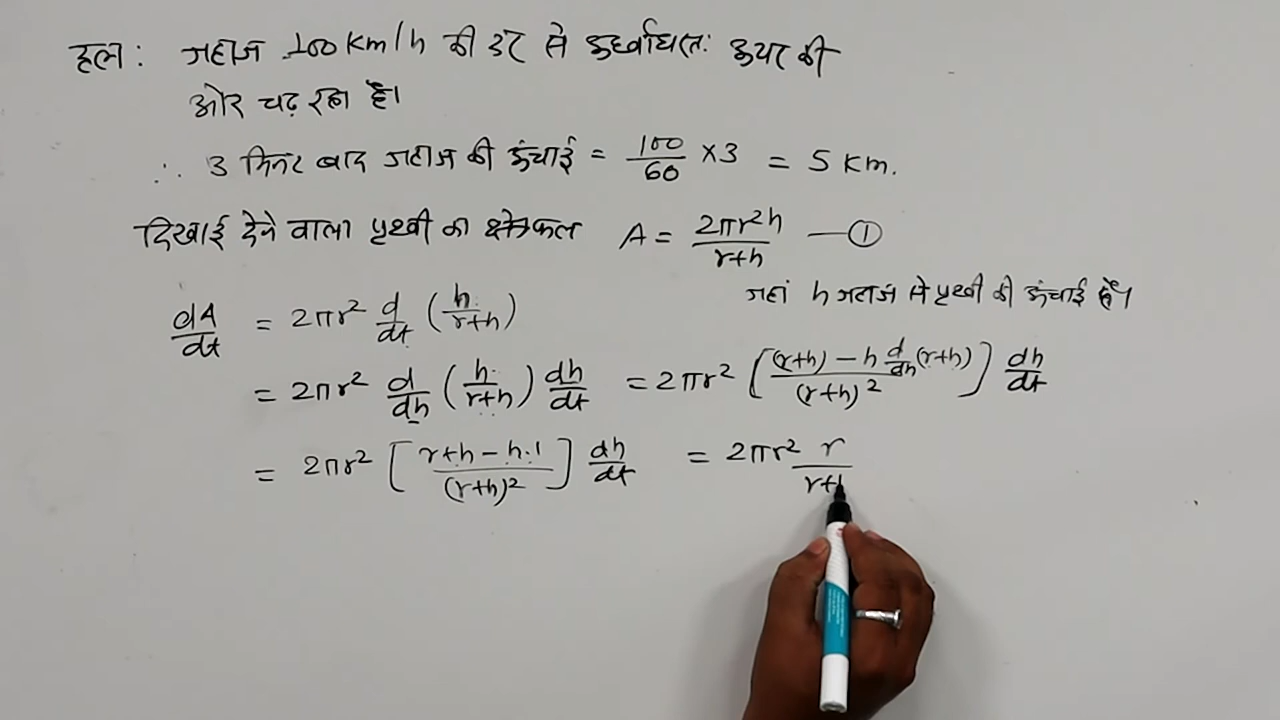 हल : जहाज 100 km/h की दर से ऊर्ध्वाधरतः ऊपर की
ओर चढ़ रहा है।
∴ 3 मिनट बाद जहाज की ऊंचाई = 100/60 × 3 = 5 km.
दिखाई देने वाला पृथ्वी का क्षेत्रफल A = 2πr²h/(r+h) — ①
जहां h जहाज से पृथ्वी की ऊंचाई है।
dA/dt = 2πr² d/dt (h/(r+h))
= 2πr² d/dh (h/(r+h)) dh/dt = 2πr² [((r+h) − h d/dh (r+h))/(r+h)²] dh/dt
= 2πr² [(r+h − h·1)/(r+h)²] dh/dt = 2πr² r/(r+